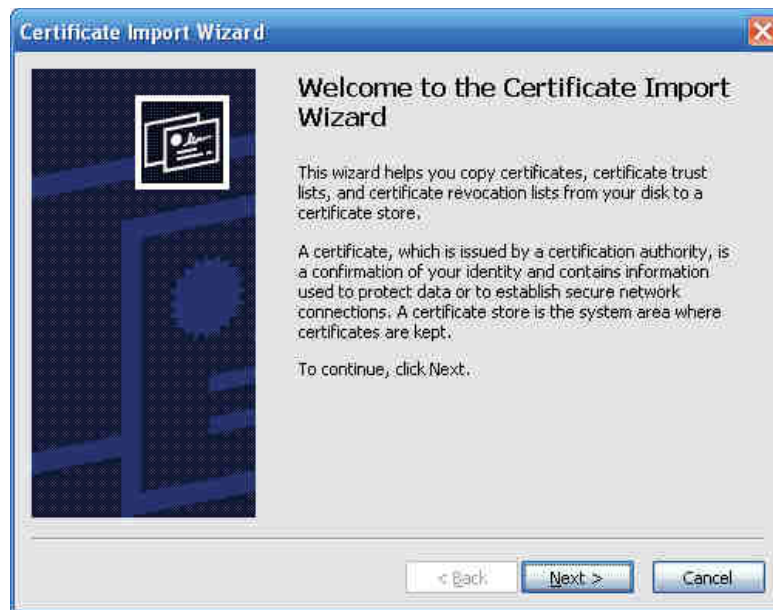 Certificate Import Wizard
Welcome to the Certificate Import
Wizard
This wizard helps you copy certificates, certificate trust
lists, and certificate revocation lists from your disk to a
certificate store.
A certificate, which is issued by a certification authority, is
a confirmation of your identity and contains information
used to protect data or to establish secure network
connections. A certificate store is the system area where
certificates are kept.
To continue, click Next.
< Back
Next >
Cancel